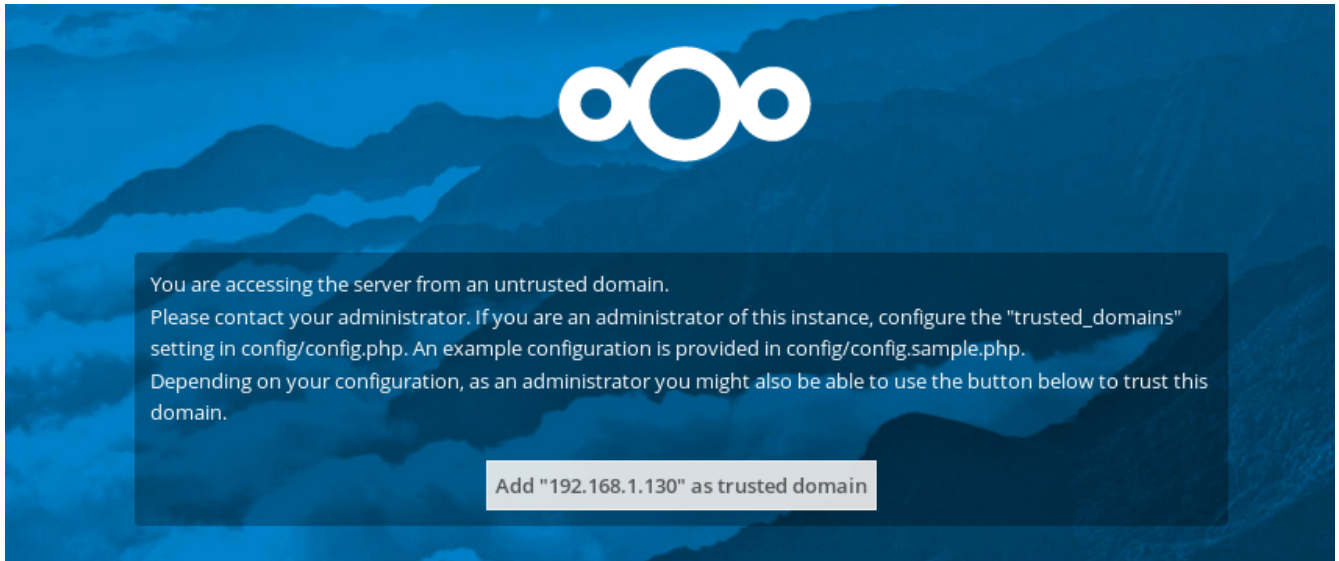 You are accessing the server from an untrusted domain.
Please contact your administrator. If you are an administrator of this instance, configure the "trusted_domains"
setting in config/config.php. An example configuration is provided in config/config.sample.php.
Depending on your configuration, as an administrator you might also be able to use the button below to trust this
domain.
Add "192.168.1.130" as trusted domain